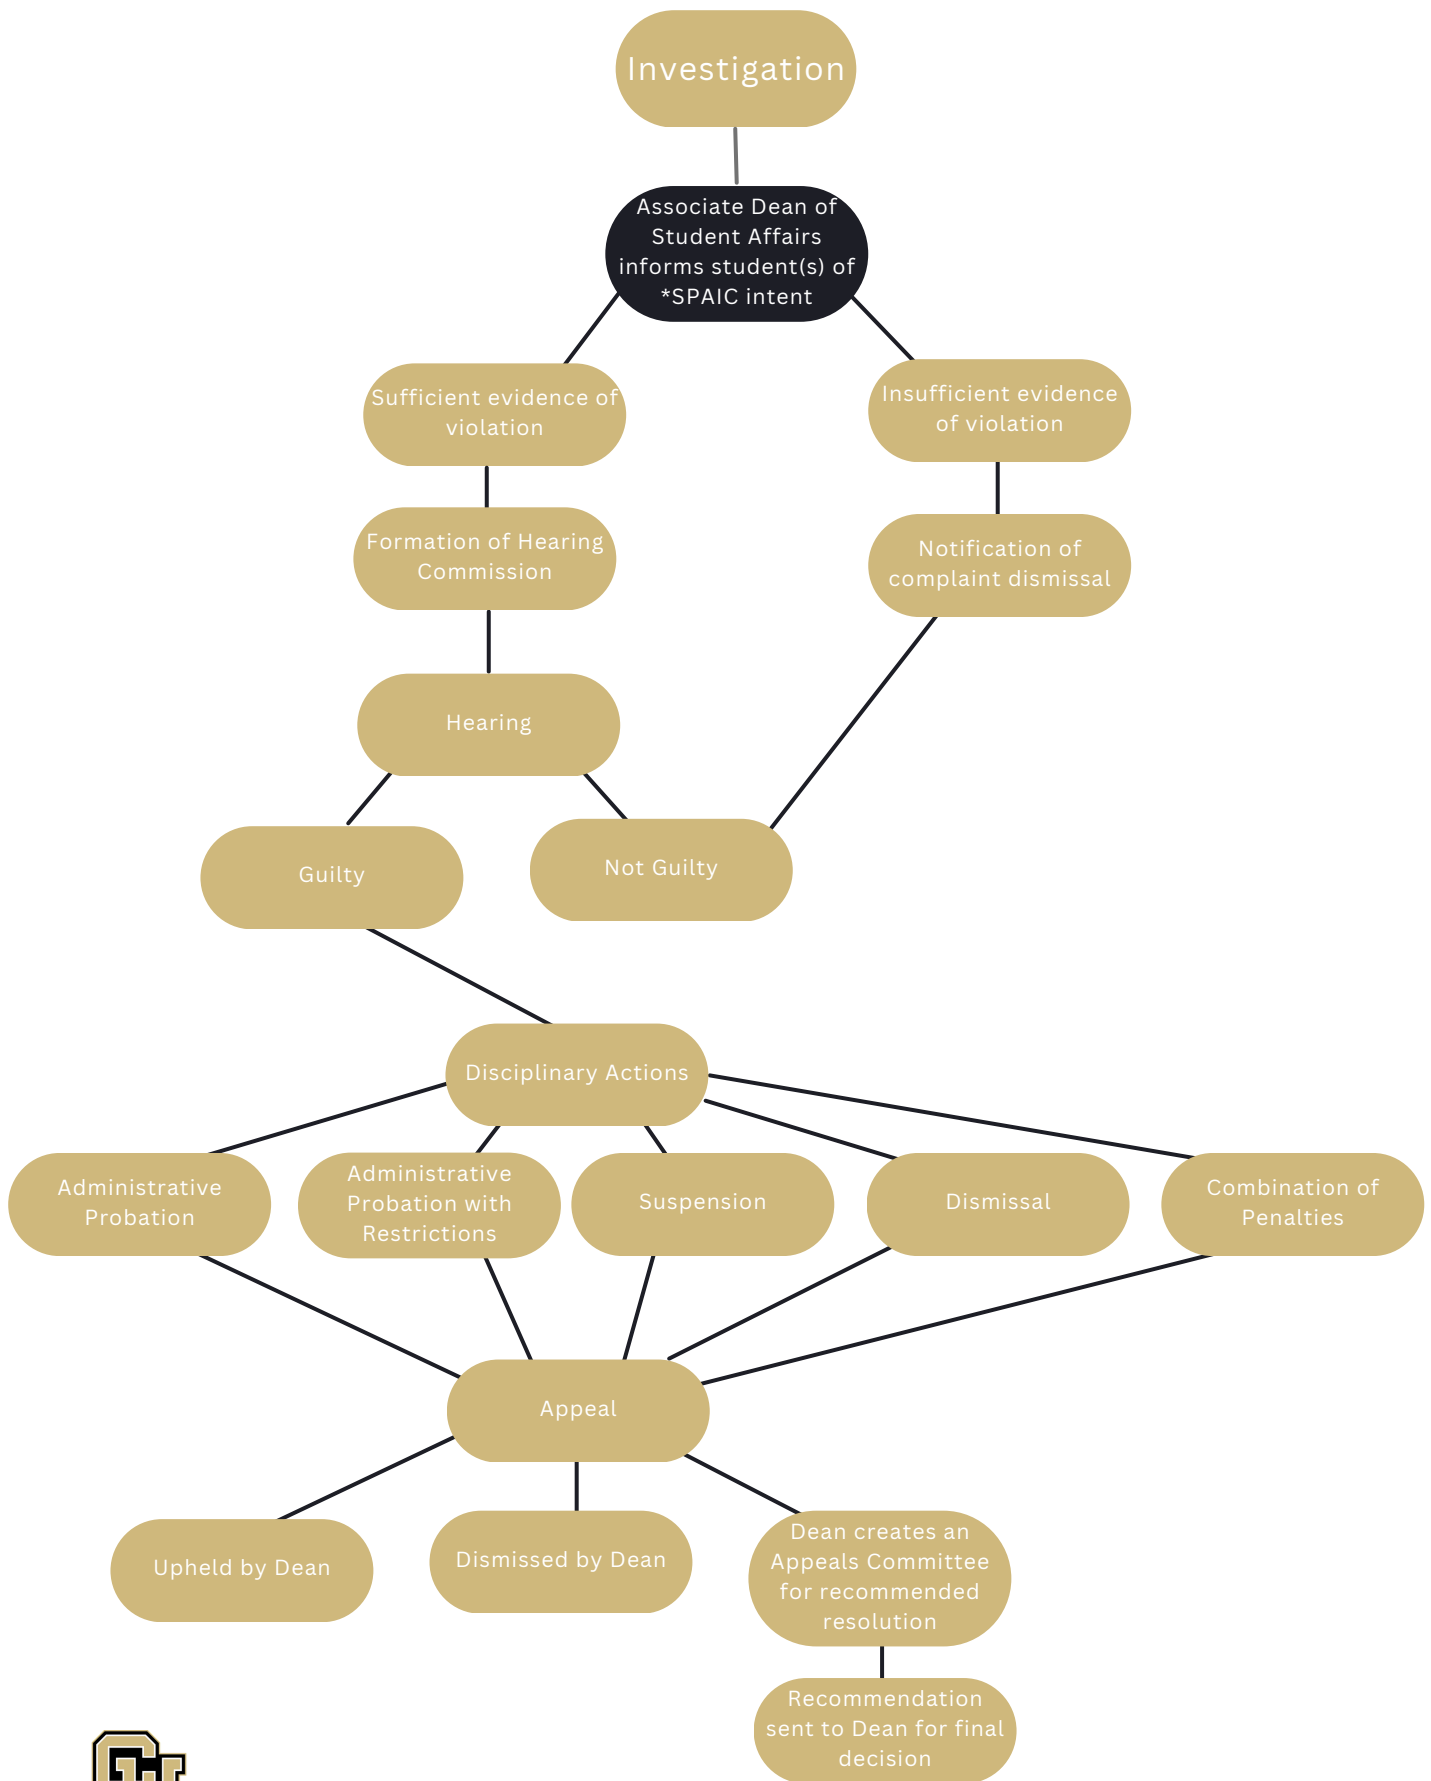 Investigation
Associate Dean of
Student Affairs
informs student(s) of
*SPAIC intent
Sufficient evidence of
violation
Insufficient evidence
of violation
Formation of Hearing
Commission
Notification of
complaint dismissal
Hearing
Guilty
Not Guilty
Disciplinary Actions
Administrative
Probation
Administrative
Probation with
Restrictions
Suspension
Dismissal
Combination of
Penalties
Appeal
Upheld by Dean
Dismissed by Dean
Dean creates an
Appeals Committee
for recommended
resolution
Recommendation
sent to Dean for final
decision
CU